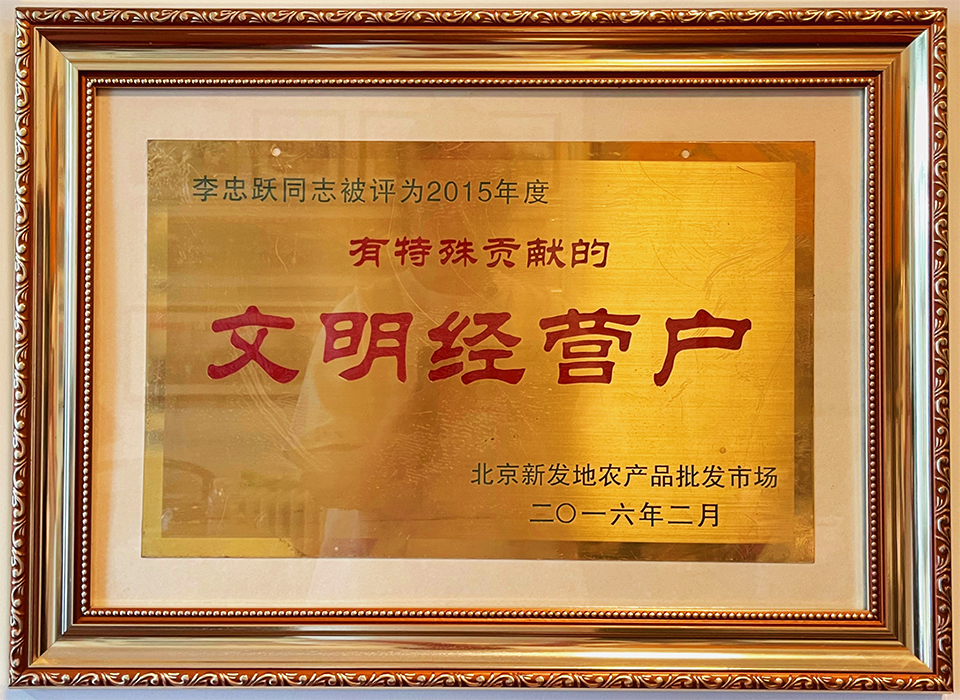 李忠跃同志被评为2015年度
有特殊贡献的
文明经营户
北京新发地农产品批发市场
二〇一六年二月